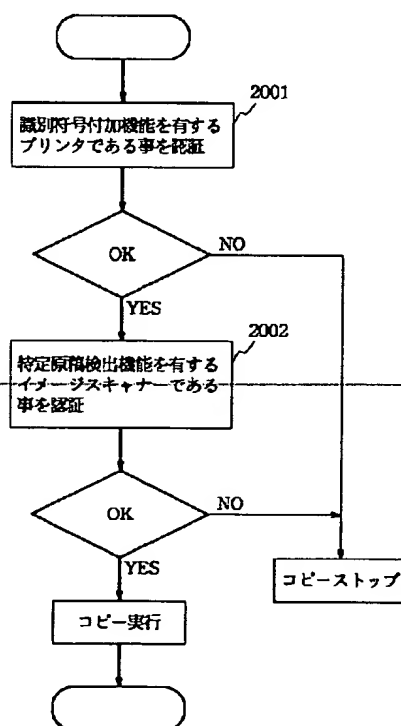 2001
識別符号付加機能を有する
プリンタである事を認証
OK
NO
YES
2002
特定原稿検出機能を有する
イメージスキャナーである
事を認証
OK
NO
YES
コピーストップ
コピー実行